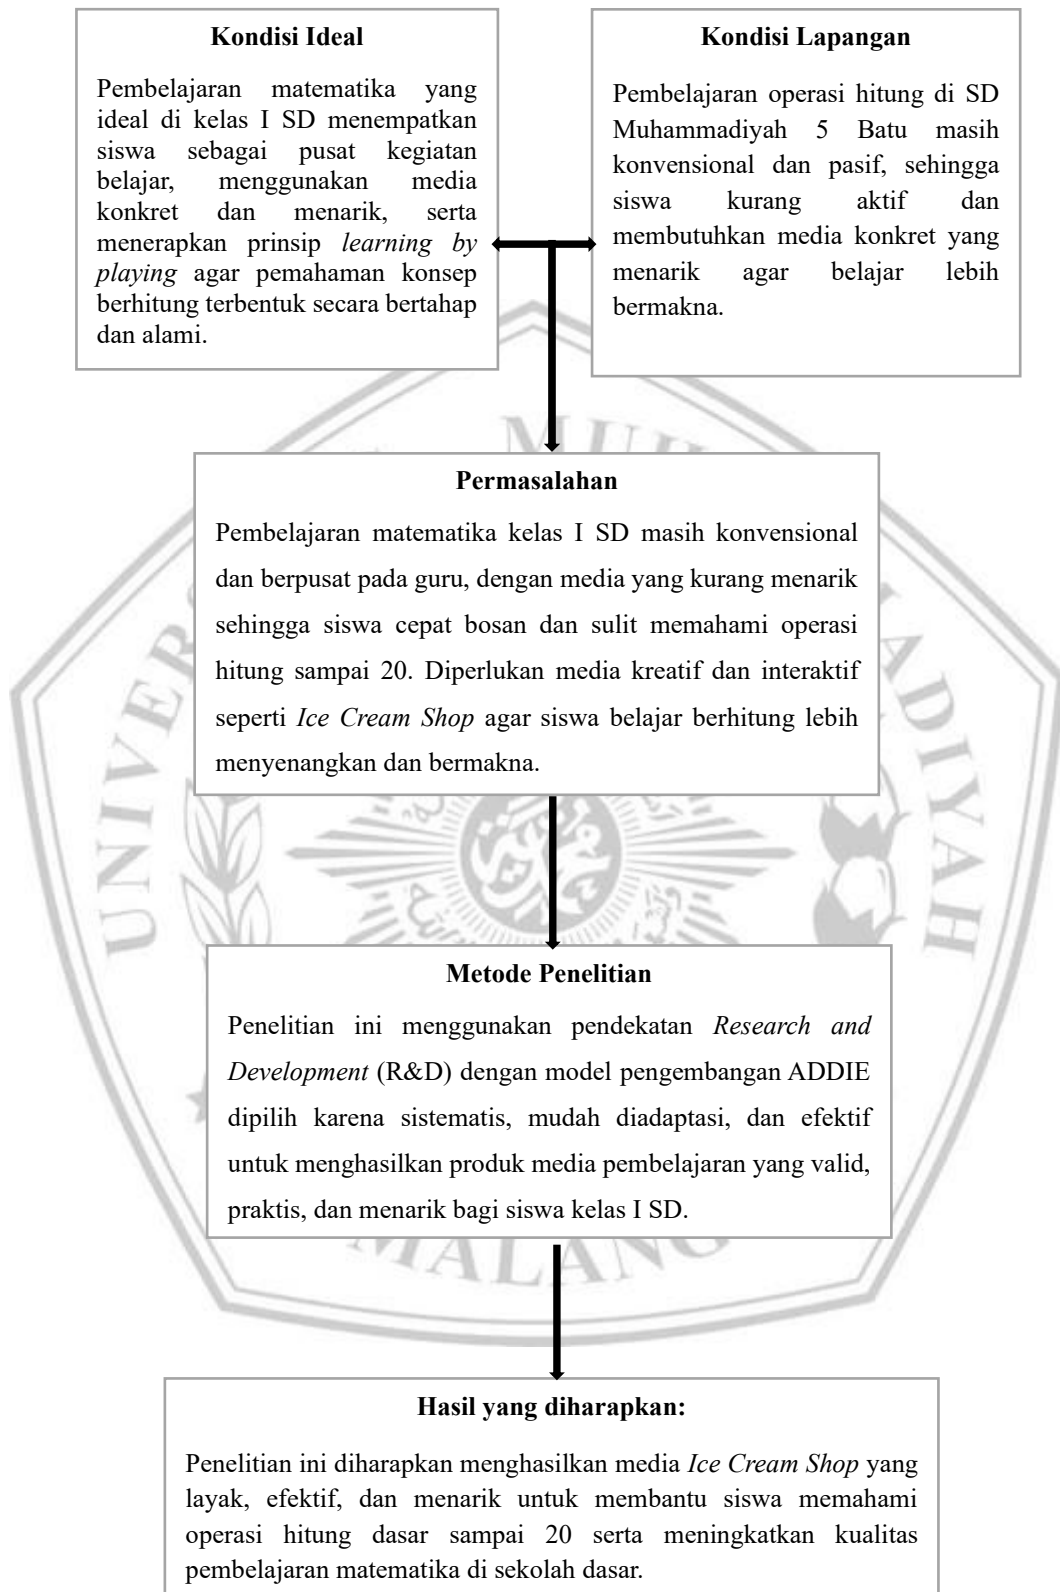 Kondisi Ideal
Pembelajaran matematika yang
ideal di kelas I SD menempatkan
siswa sebagai pusat kegiatan
belajar, menggunakan media
konkret dan menarik, serta
menerapkan prinsip learning by
playing agar pemahaman konsep
berhitung terbentuk secara bertahap
dan alami.
Kondisi Lapangan
Pembelajaran operasi hitung di SD
Muhammadiyah 5 Batu masih
konvensional dan pasif, sehingga
siswa kurang aktif dan
membutuhkan media konkret yang
menarik agar belajar lebih
bermakna.
Permasalahan
Pembelajaran matematika kelas I SD masih konvensional
dan berpusat pada guru, dengan media yang kurang menarik
sehingga siswa cepat bosan dan sulit memahami operasi
hitung sampai 20. Diperlukan media kreatif dan interaktif
seperti Ice Cream Shop agar siswa belajar berhitung lebih
menyenangkan dan bermakna.
Metode Penelitian
Penelitian ini menggunakan pendekatan Research and
Development (R&D) dengan model pengembangan ADDIE
dipilih karena sistematis, mudah diadaptasi, dan efektif
untuk menghasilkan produk media pembelajaran yang valid,
praktis, dan menarik bagi siswa kelas I SD.
Hasil yang diharapkan:
Penelitian ini diharapkan menghasilkan media Ice Cream Shop yang
layak, efektif, dan menarik untuk membantu siswa memahami
operasi hitung dasar sampai 20 serta meningkatkan kualitas
pembelajaran matematika di sekolah dasar.
MALANG